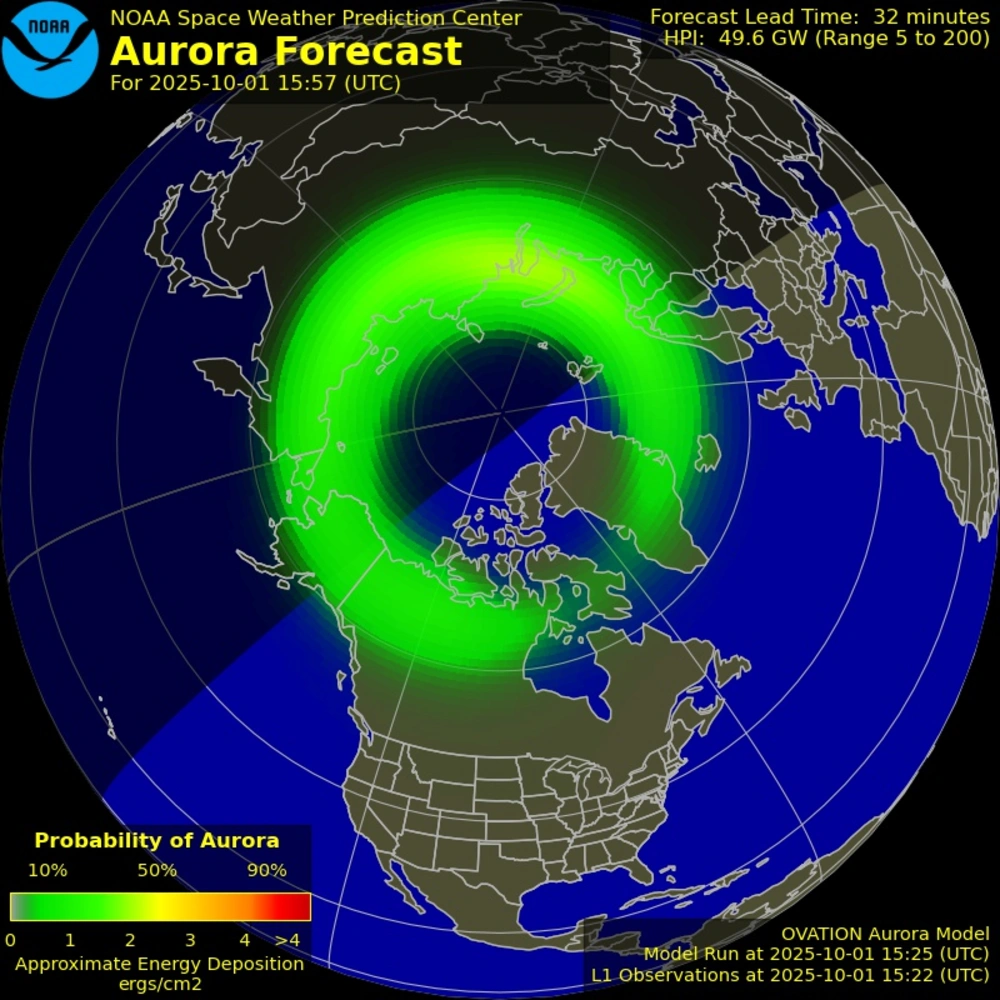 NOAA
NOAA Space Weather Prediction Center
Aurora Forecast
For 2025-10-01 15:57 (UTC)
Forecast Lead Time: 32 minutes
HPI: 49.6 GW (Range 5 to 200)
Probability of Aurora
10% 50% 90%
0 1 2 3 4 >4
Approximate Energy Deposition
ergs/cm2
OVATION Aurora Model
Model Run at 2025-10-01 15:25 (UTC)
L1 Observations at 2025-10-01 15:22 (UTC)